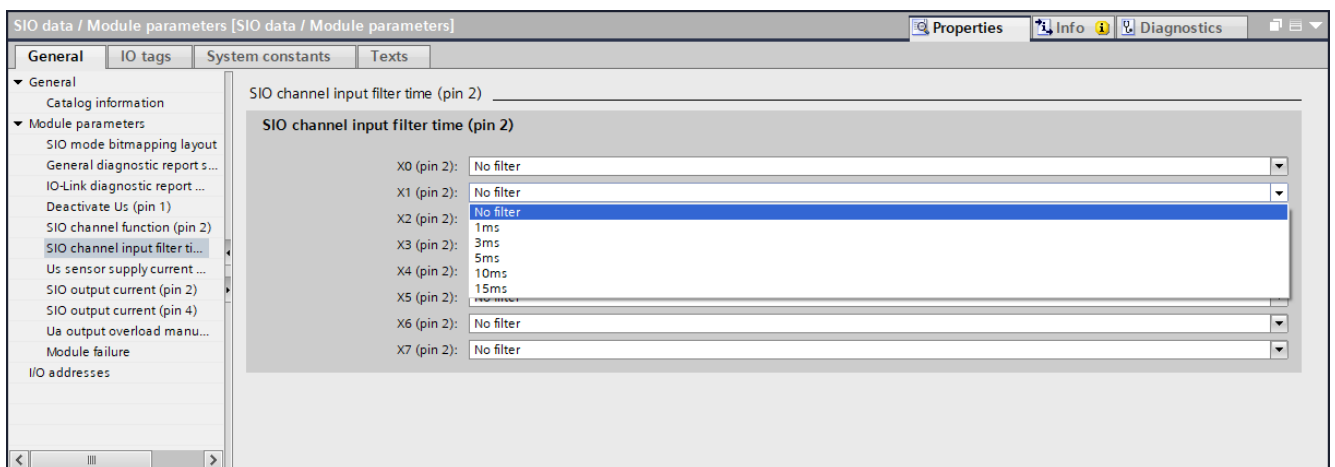 SIO data / Module parameters [SIO data / Module parameters]
Properties
Info
Diagnostics
General
IO tags
System constants
Texts
General
Catalog information
Module parameters
SIO mode bitmapping layout
General diagnostic report s...
IO-Link diagnostic report ...
Deactivate Us (pin 1)
SIO channel function (pin 2)
SIO channel input filter ti...
Us sensor supply current ...
SIO output current (pin 2)
SIO output current (pin 4)
Ua output overload manu...
Module failure
I/O addresses
SIO channel input filter time (pin 2)
SIO channel input filter time (pin 2)
X0 (pin 2): No filter
X1 (pin 2): No filter
No filter
1ms
X2 (pin 2):
3ms
X3 (pin 2):
5ms
X4 (pin 2):
10ms
15ms
X5 (pin 2):
X6 (pin 2): No filter
X7 (pin 2): No filter